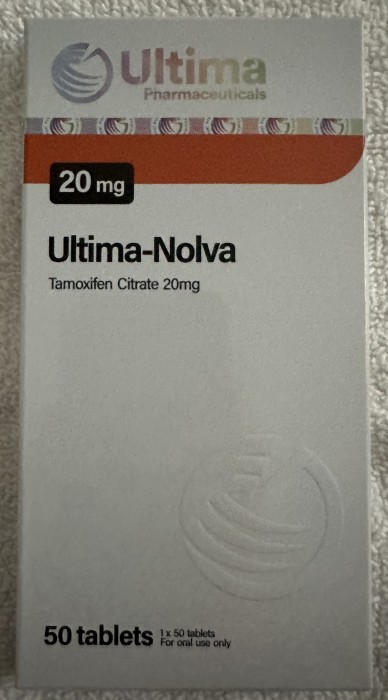 Ultima
Pharmaceuticals
20 mg
Ultima-Nolva
Tamoxifen Citrate 20mg
50 tablets
1 x 50 tablets
For oral use only